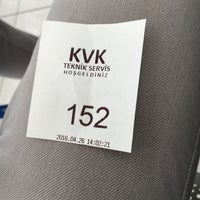 KVK
TEKNİK SERVİS
HOŞGELDİNİZ
152
2016.04.26 14:02:21